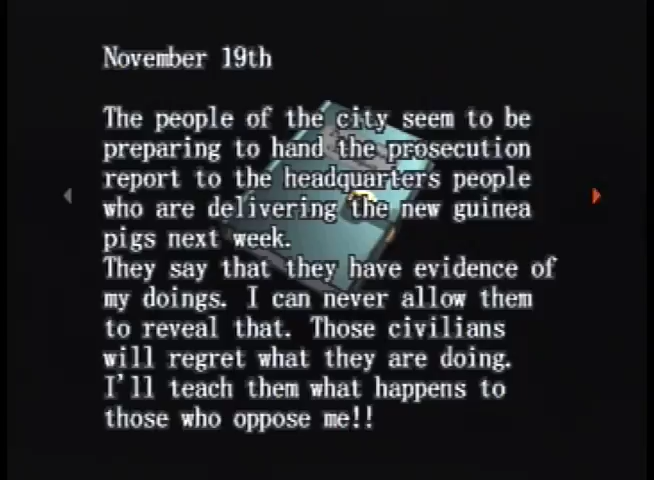 November 19th
The people of the city seem to be
preparing to hand the prosecution
report to the headquarters people
who are delivering the new guinea
pigs next week.
They say that they have evidence of
my doings. I can never allow them
to reveal that. Those civilians
will regret what they are doing.
I'll teach them what happens to
those who oppose me!!